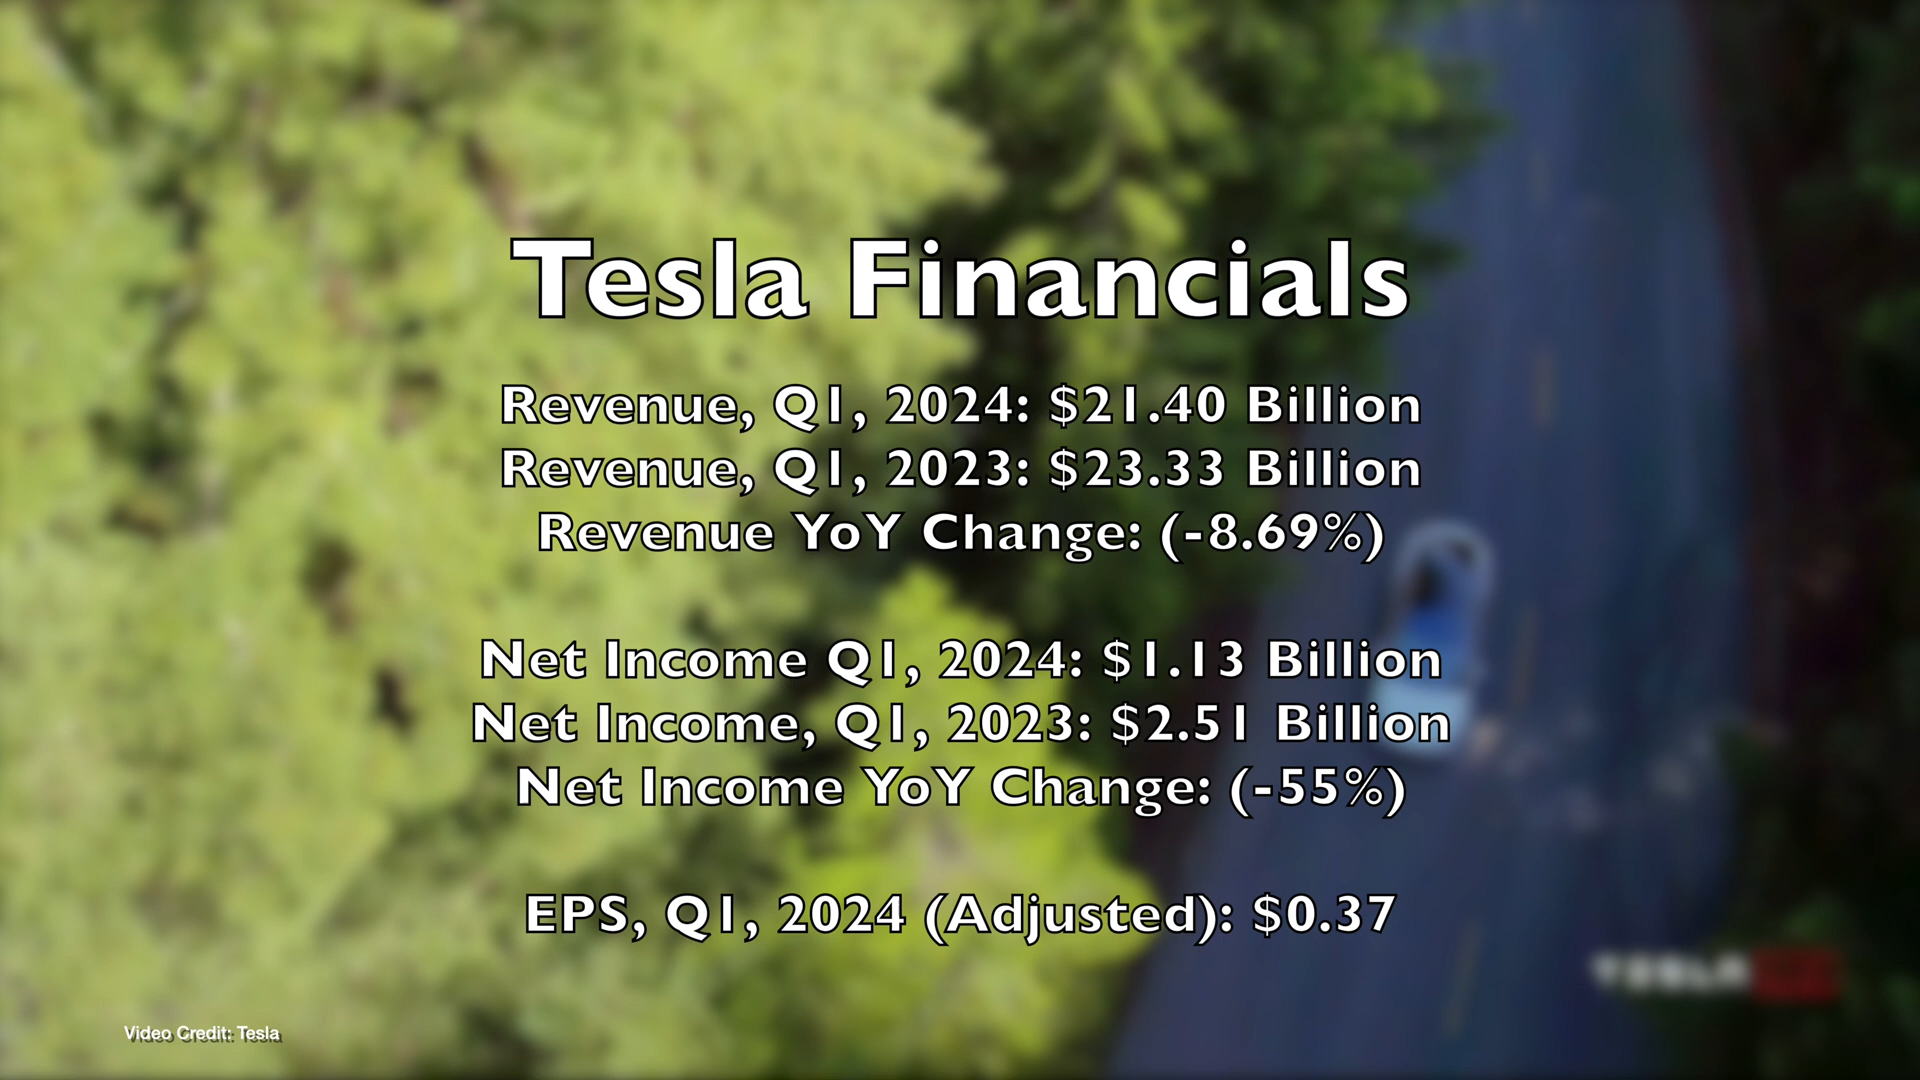 Tesla Financials
Revenue, Q1, 2024: $21.40 Billion
Revenue, Q1, 2023: $23.33 Billion
Revenue YoY Change: (-8.69%)
Net Income Q1, 2024: $1.13 Billion
Net Income, Q1, 2023: $2.51 Billion
Net Income YoY Change: (-55%)
EPS, Q1, 2024 (Adjusted): $0.37
TESLA
Video Credit: Tesla